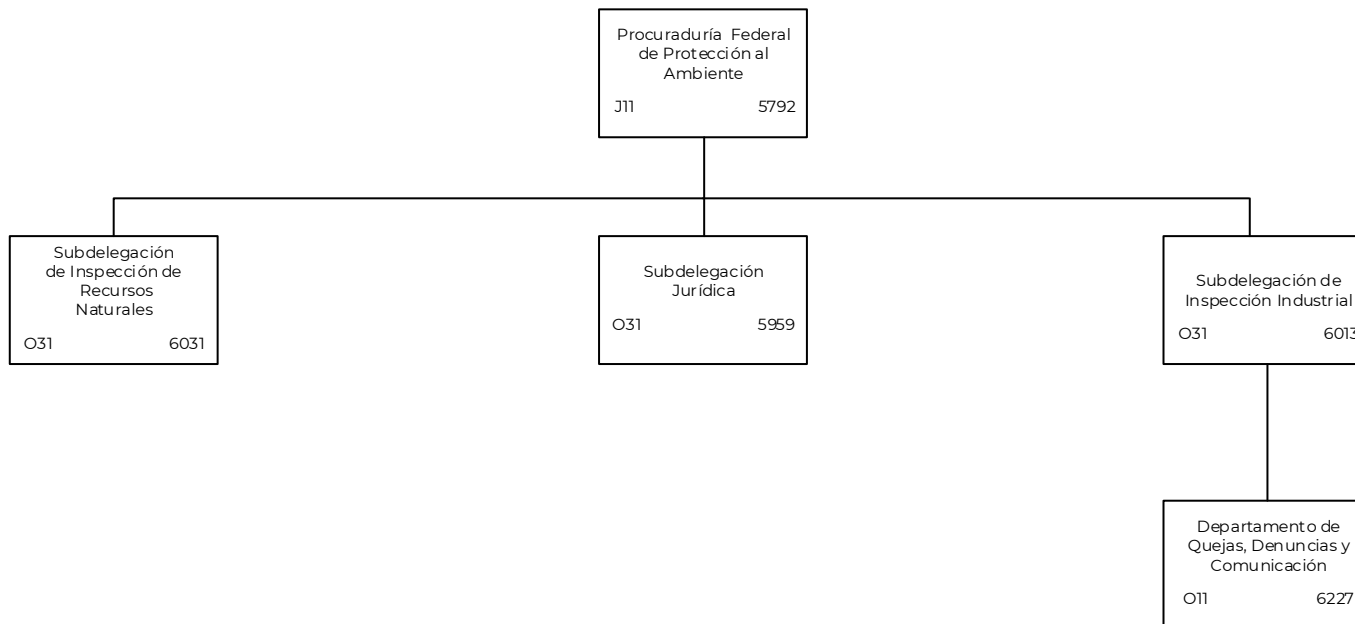 Procuraduría Federal
de Protección al
Ambiente
J11 5792
Subdelegación
de Inspección de
Recursos
Naturales
O31 6031
Subdelegación
Jurídica
O31 5959
Subdelegación de
Inspección Industrial
O31 6013
Departamento de
Quejas, Denuncias y
Comunicación
O11 6227